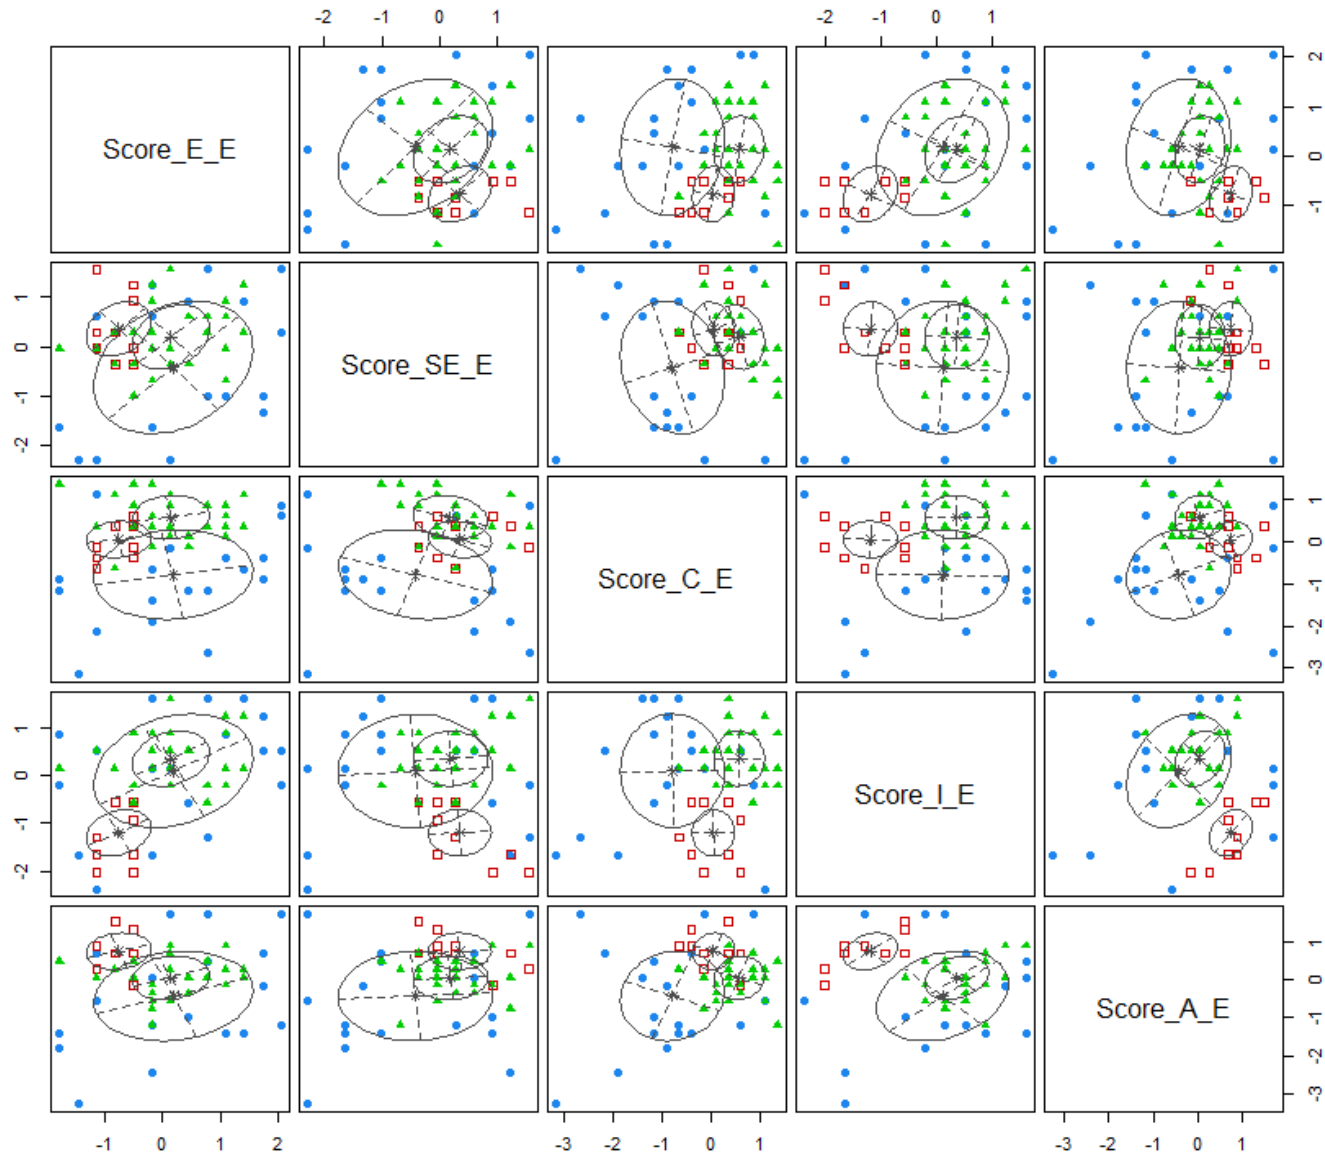 -2 -1 0 1 -2 -1 0 1
Score_E_E 2 1 0 -1
1 0 -1 -2 Score_SE_E
Score_C_E 1 0 -1 -2 -3
1 0 -1 -2 Score_I_E
Score_A_E 1 0 -1 -2 -3
-1 0 1 2 -3 -2 -1 0 1 -3 -2 -1 0 1